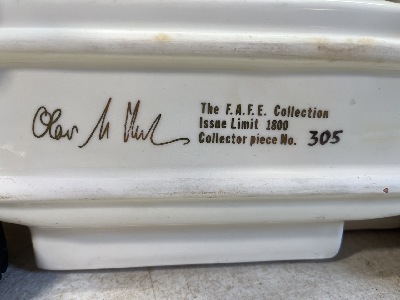 The F.A.F.E. Collection
Issue Limit 1800
Collector piece No. 305